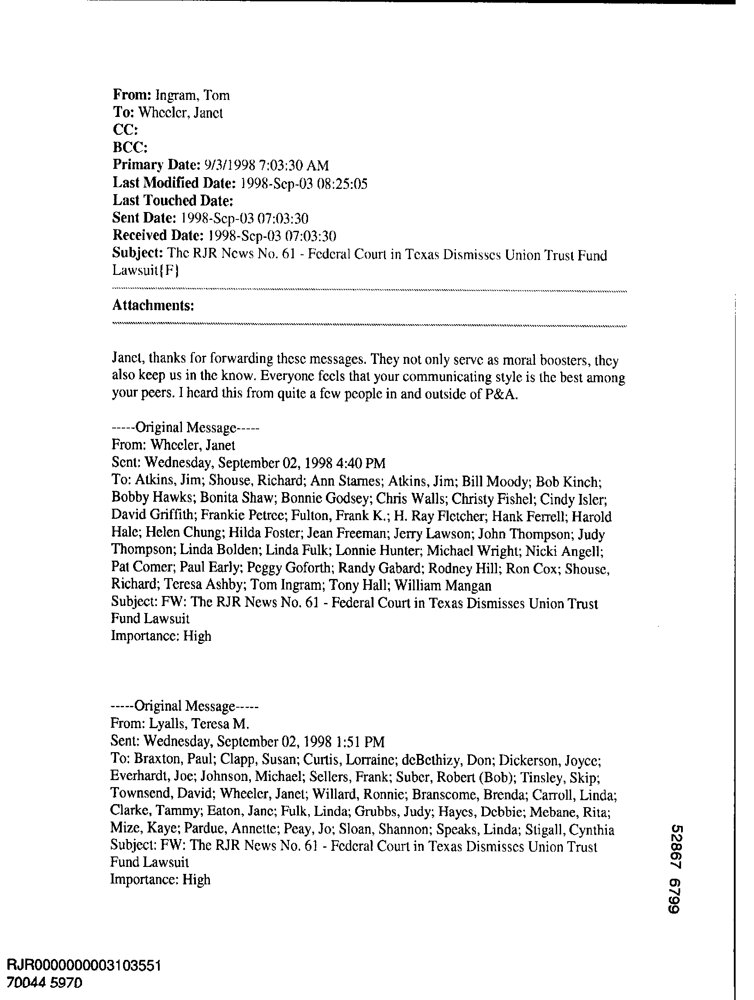 From: Ingram, Tom
To: Wheeler, Janet
CC:
BCC:
Primary Date: 9/3/1998 7:03:30 AM
Last Modified Date: 1998-Sep-03 08:25:05
Last Touched Date:
Sent Date: 1998-Sep-03 07:03:30
Received Date: 1998-Sep-03 07:03:30
Subject: The RJR News No. 61 - Federal Court in Texas Dismisses Union Trust Fund
Lawsuit{F}
Attachments:
Janet, thanks for forwarding these messages. They not only serve as moral boosters, they
also keep us in the know. Everyone feels that your communicating style is the best among
your peers. I heard this from quite a few people in and outside of P&A.
-----Original Message-----
From: Wheeler, Janet
Sent: Wednesday, September 02, 1998 4:40 PM
To: Atkins, Jim; Shouse, Richard; Ann Starnes; Atkins, Jim; Bill Moody; Bob Kinch;
Bobby Hawks; Bonita Shaw; Bonnie Godsey; Chris Walls; Christy Fishel; Cindy Isler;
David Griffith; Frankie Petree; Fulton, Frank K.; H. Ray Fletcher; Hank Ferrell; Harold
Hale; Helen Chung; Hilda Foster; Jean Freeman; Jerry Lawson; John Thompson; Judy
Thompson; Linda Bolden; Linda Fulk; Lonnie Hunter; Michael Wright; Nicki Angell;
Pat Comer; Paul Early; Peggy Goforth; Randy Gabard; Rodney Hill; Ron Cox; Shouse,
Richard; Teresa Ashby; Tom Ingram; Tony Hall; William Mangan
Subject: FW: The RJR News No. 61 - Federal Court in Texas Dismisses Union Trust
Fund Lawsuit
Importance: High
-----Original Message-----
From: Lyalls, Teresa M.
Sent: Wednesday, September 02, 1998 1:51 PM
To: Braxton, Paul; Clapp, Susan; Curtis, Lorraine; deBethizy, Don; Dickerson, Joyce;
Everhardt, Joe; Johnson, Michael; Sellers, Frank; Suber, Robert (Bob); Tinsley, Skip;
Townsend, David; Wheeler, Janet; Willard, Ronnie; Branscome, Brenda; Carroll, Linda;
Clarke, Tammy; Eaton, Jane; Fulk, Linda; Grubbs, Judy; Hayes, Debbie; Mebane, Rita;
Mize, Kaye; Pardue, Annette; Peay, Jo; Sloan, Shannon; Speaks, Linda; Stigall, Cynthia
Subject: FW: The RJR News No. 61 - Federal Court in Texas Dismisses Union Trust
Fund Lawsuit
Importance: High
52867 6799
RJR0000000003103551
70044 5970